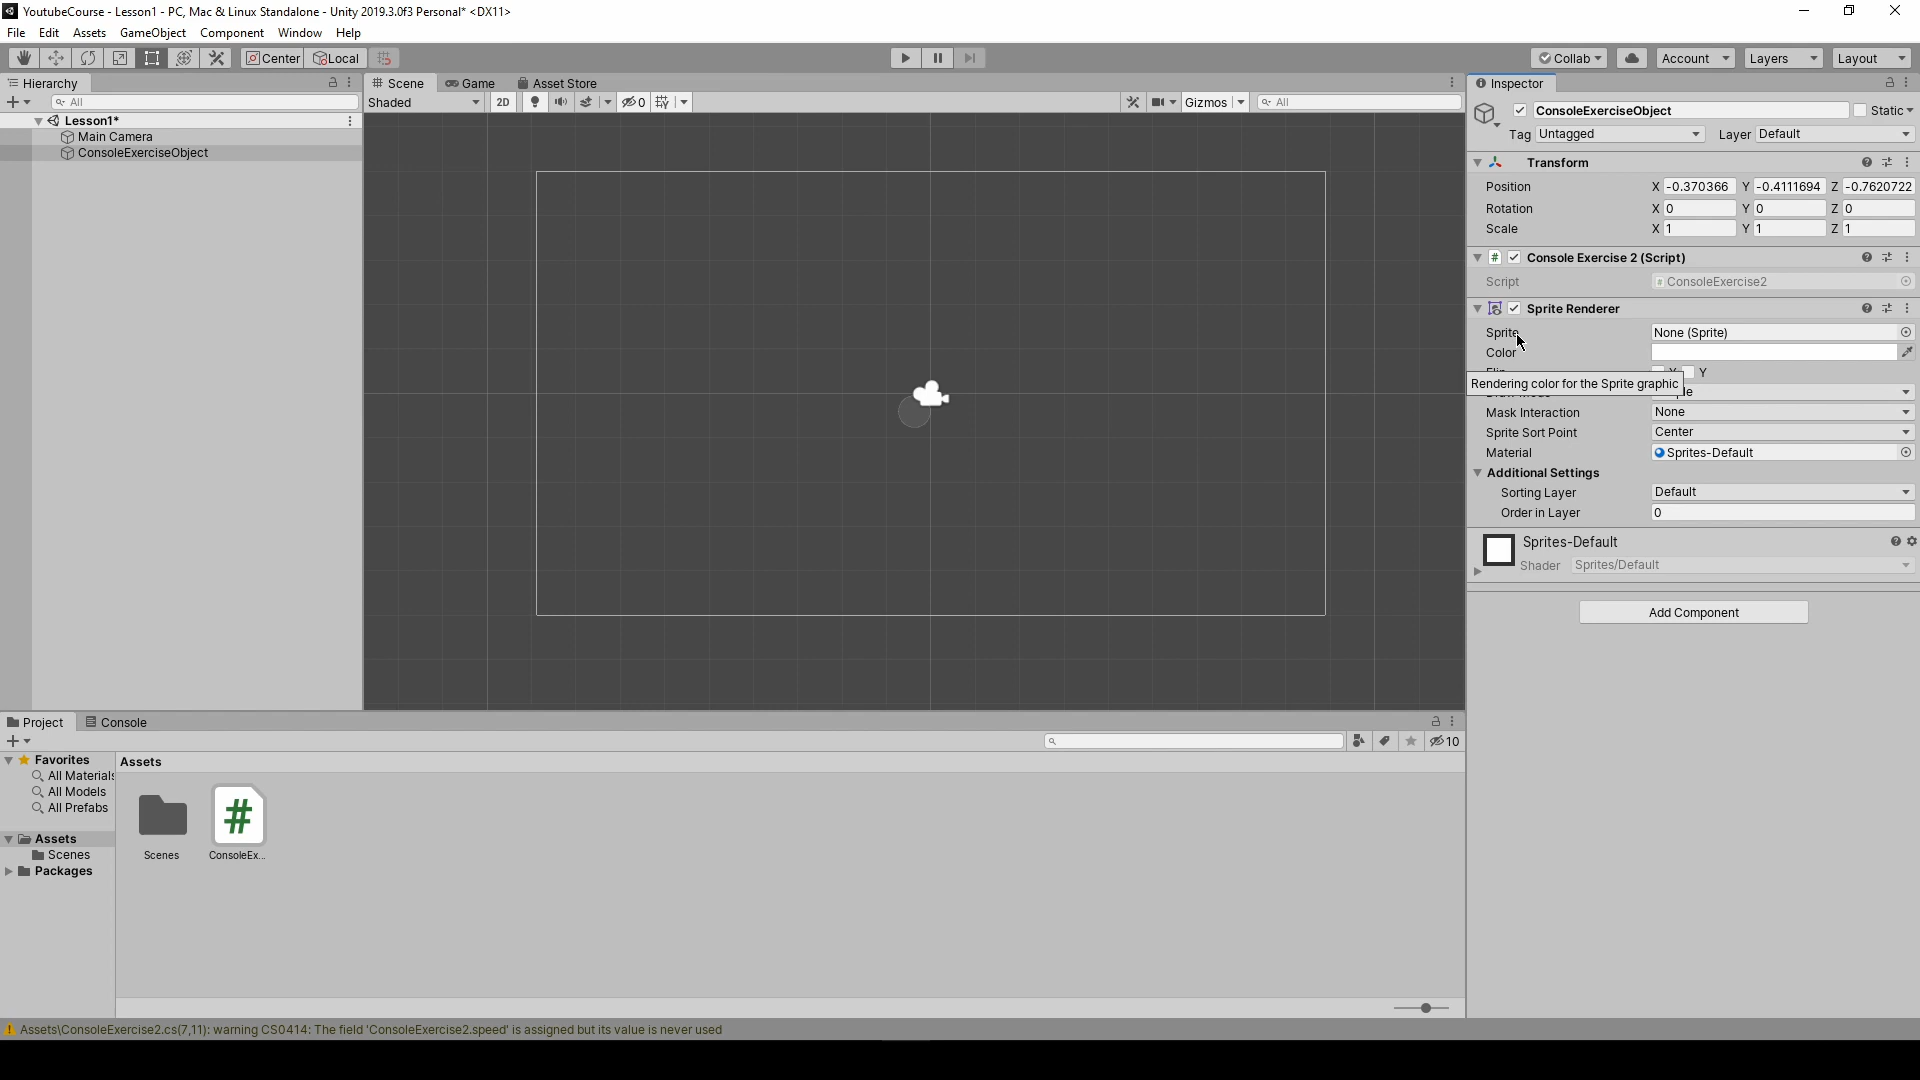 YoutubeCourse - Lesson1 - PC, Mac & Linux Standalone - Unity 2019.3.0f3 Personal* <DX11>
File Edit Assets GameObject Component Window Help
Center Local Collab Account Layers Layout
Hierarchy
All
Lesson1*
Main Camera
ConsoleExerciseObject
Scene Game Asset Store
Shaded 2D 0 Gizmos All
Inspector
ConsoleExerciseObject Static
Tag Untagged Layer Default
Transform
Position X -0.370366 Y -0.4111694 Z -0.7620722
Rotation X 0 Y 0 Z 0
Scale X 1 Y 1 Z 1
# Console Exercise 2 (Script)
Script ConsoleExercise2
Sprite Renderer
Sprite None (Sprite)
Color
Y
Rendering color for the Sprite graphic
Mask Interaction None
Sprite Sort Point Center
Material Sprites-Default
Additional Settings
Sorting Layer Default
Order in Layer 0
Sprites-Default
Shader Sprites/Default
Add Component
Project Console
10
Favorites
All Materials
All Models
All Prefabs
Assets
Scenes
Packages
Assets
#
Scenes ConsoleEx...
Assets\ConsoleExercise2.cs(7,11): warning CS0414: The field 'ConsoleExercise2.speed' is assigned but its value is never used